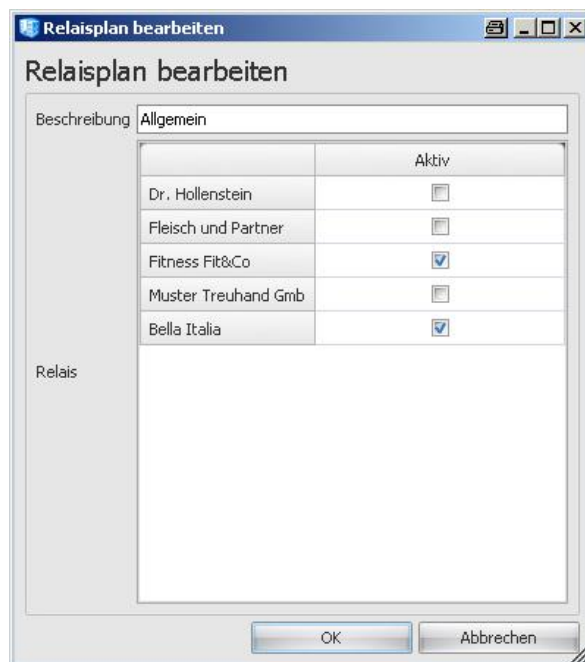 Relaisplan bearbeiten
Relaisplan bearbeiten
Beschreibung Allgemein
Aktiv
Dr. Hollenstein
Fleisch und Partner
Fitness Fit&Co
Muster Treuhand Gmb
Bella Italia
Relais
OK Abbrechen